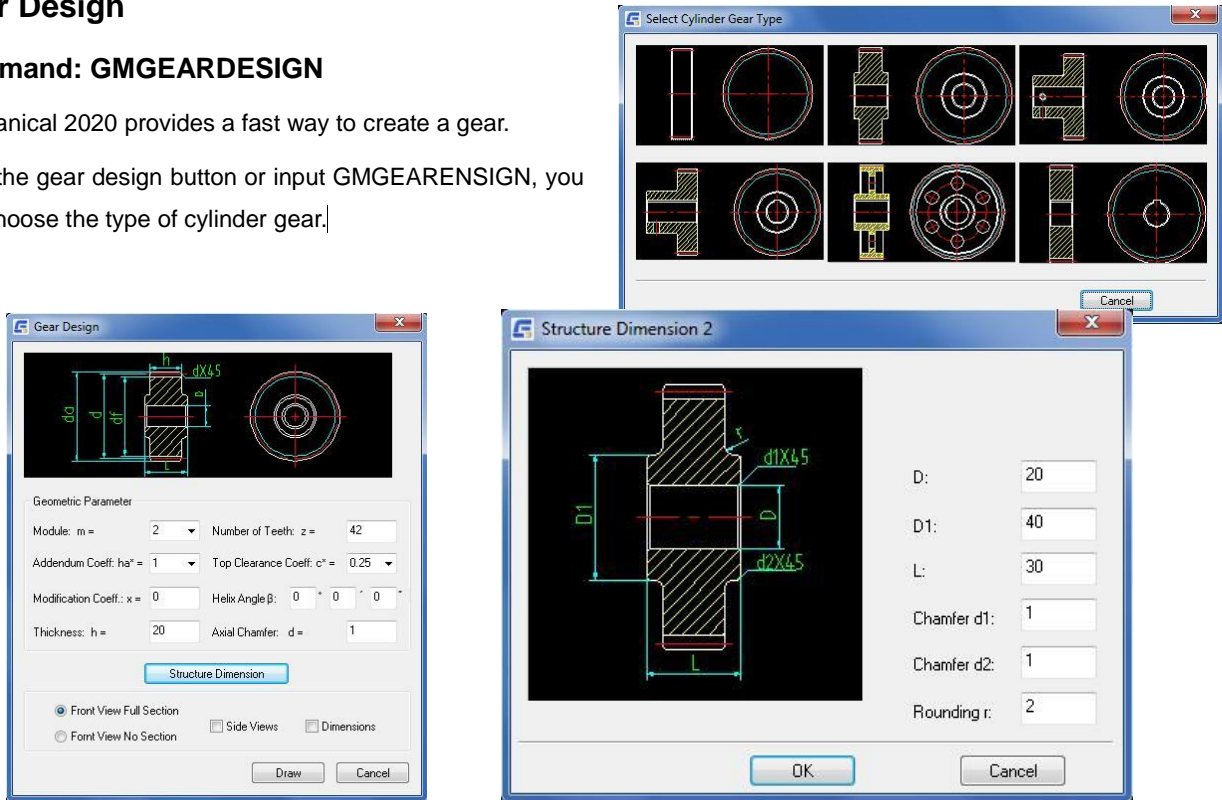 r Design
mand: GMGEARDESIGN
anical 2020 provides a fast way to create a gear.
the gear design button or input GMGEARENSIGN, you
hoose the type of cylinder gear.
Select Cylinder Gear Type
Cancel
Gear Design
h
dX45
da
d
df
D
L
Geometric Parameter
Module: m = 2 Number of Teeth: z = 42
Addendum Coeff: ha* = 1 Top Clearance Coeff: c* = 0.25
Modification Coeff.: x = 0 Helix Angle β: 0 ° 0 ′ 0 ″
Thickness: h = 20 Axial Chamfer: d = 1
Structure Dimension
Front View Full Section
Side Views Dimensions
Fornt View No Section
Draw Cancel
Structure Dimension 2
r
d1X45
D1
D
d2X45
L
D: 20
D1: 40
L: 30
Chamfer d1: 1
Chamfer d2: 1
Rounding r: 2
OK Cancel